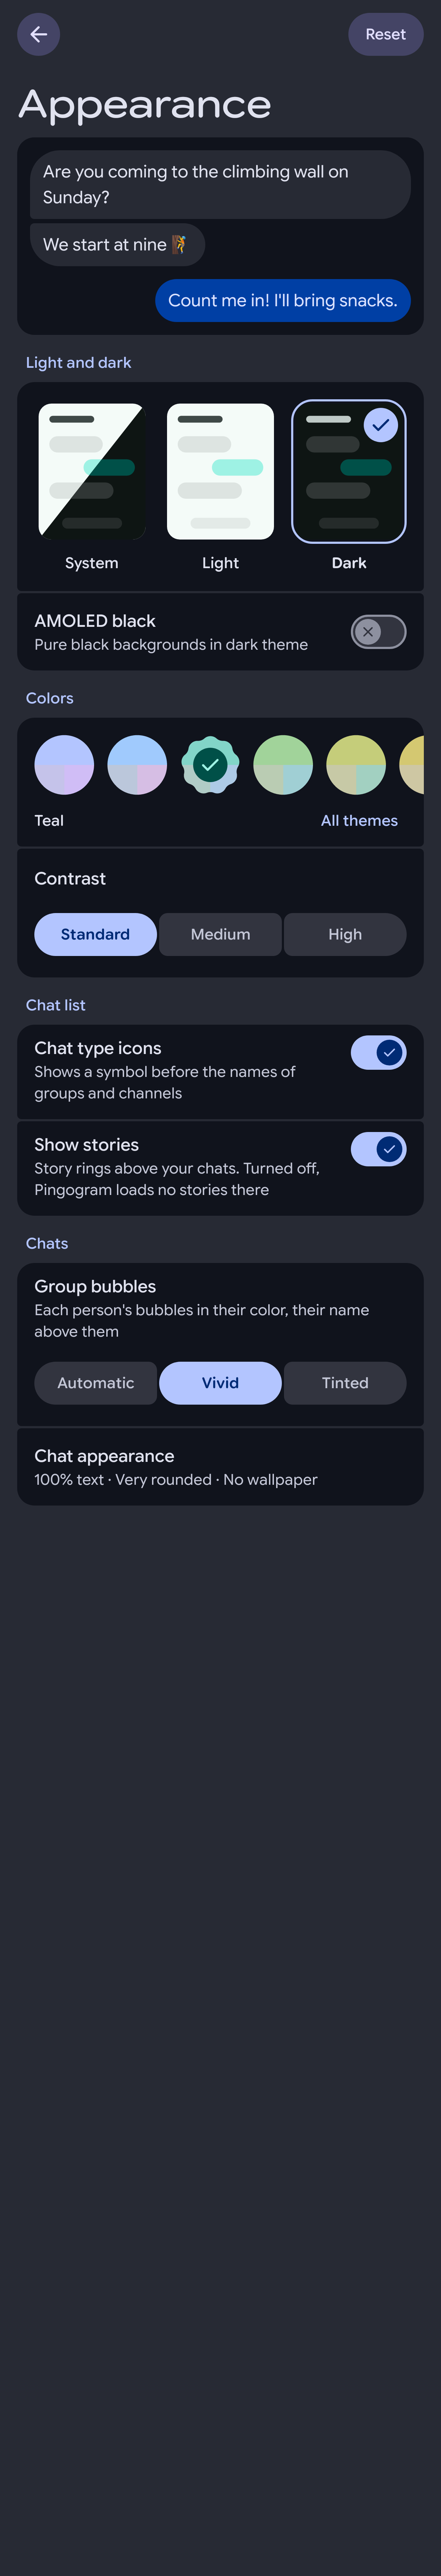 Reset
Appearance
Are you coming to the climbing wall on
Sunday?
We start at nine 🧗
Count me in! I'll bring snacks.
Light and dark
System
Light
Dark
AMOLED black
Pure black backgrounds in dark theme
Colors
Teal
All themes
Contrast
Standard
Medium
High
Chat list
Chat type icons
Shows a symbol before the names of
groups and channels
Show stories
Story rings above your chats. Turned off,
Pingogram loads no stories there
Chats
Group bubbles
Each person's bubbles in their color, their name
above them
Automatic
Vivid
Tinted
Chat appearance
100% text · Very rounded · No wallpaper